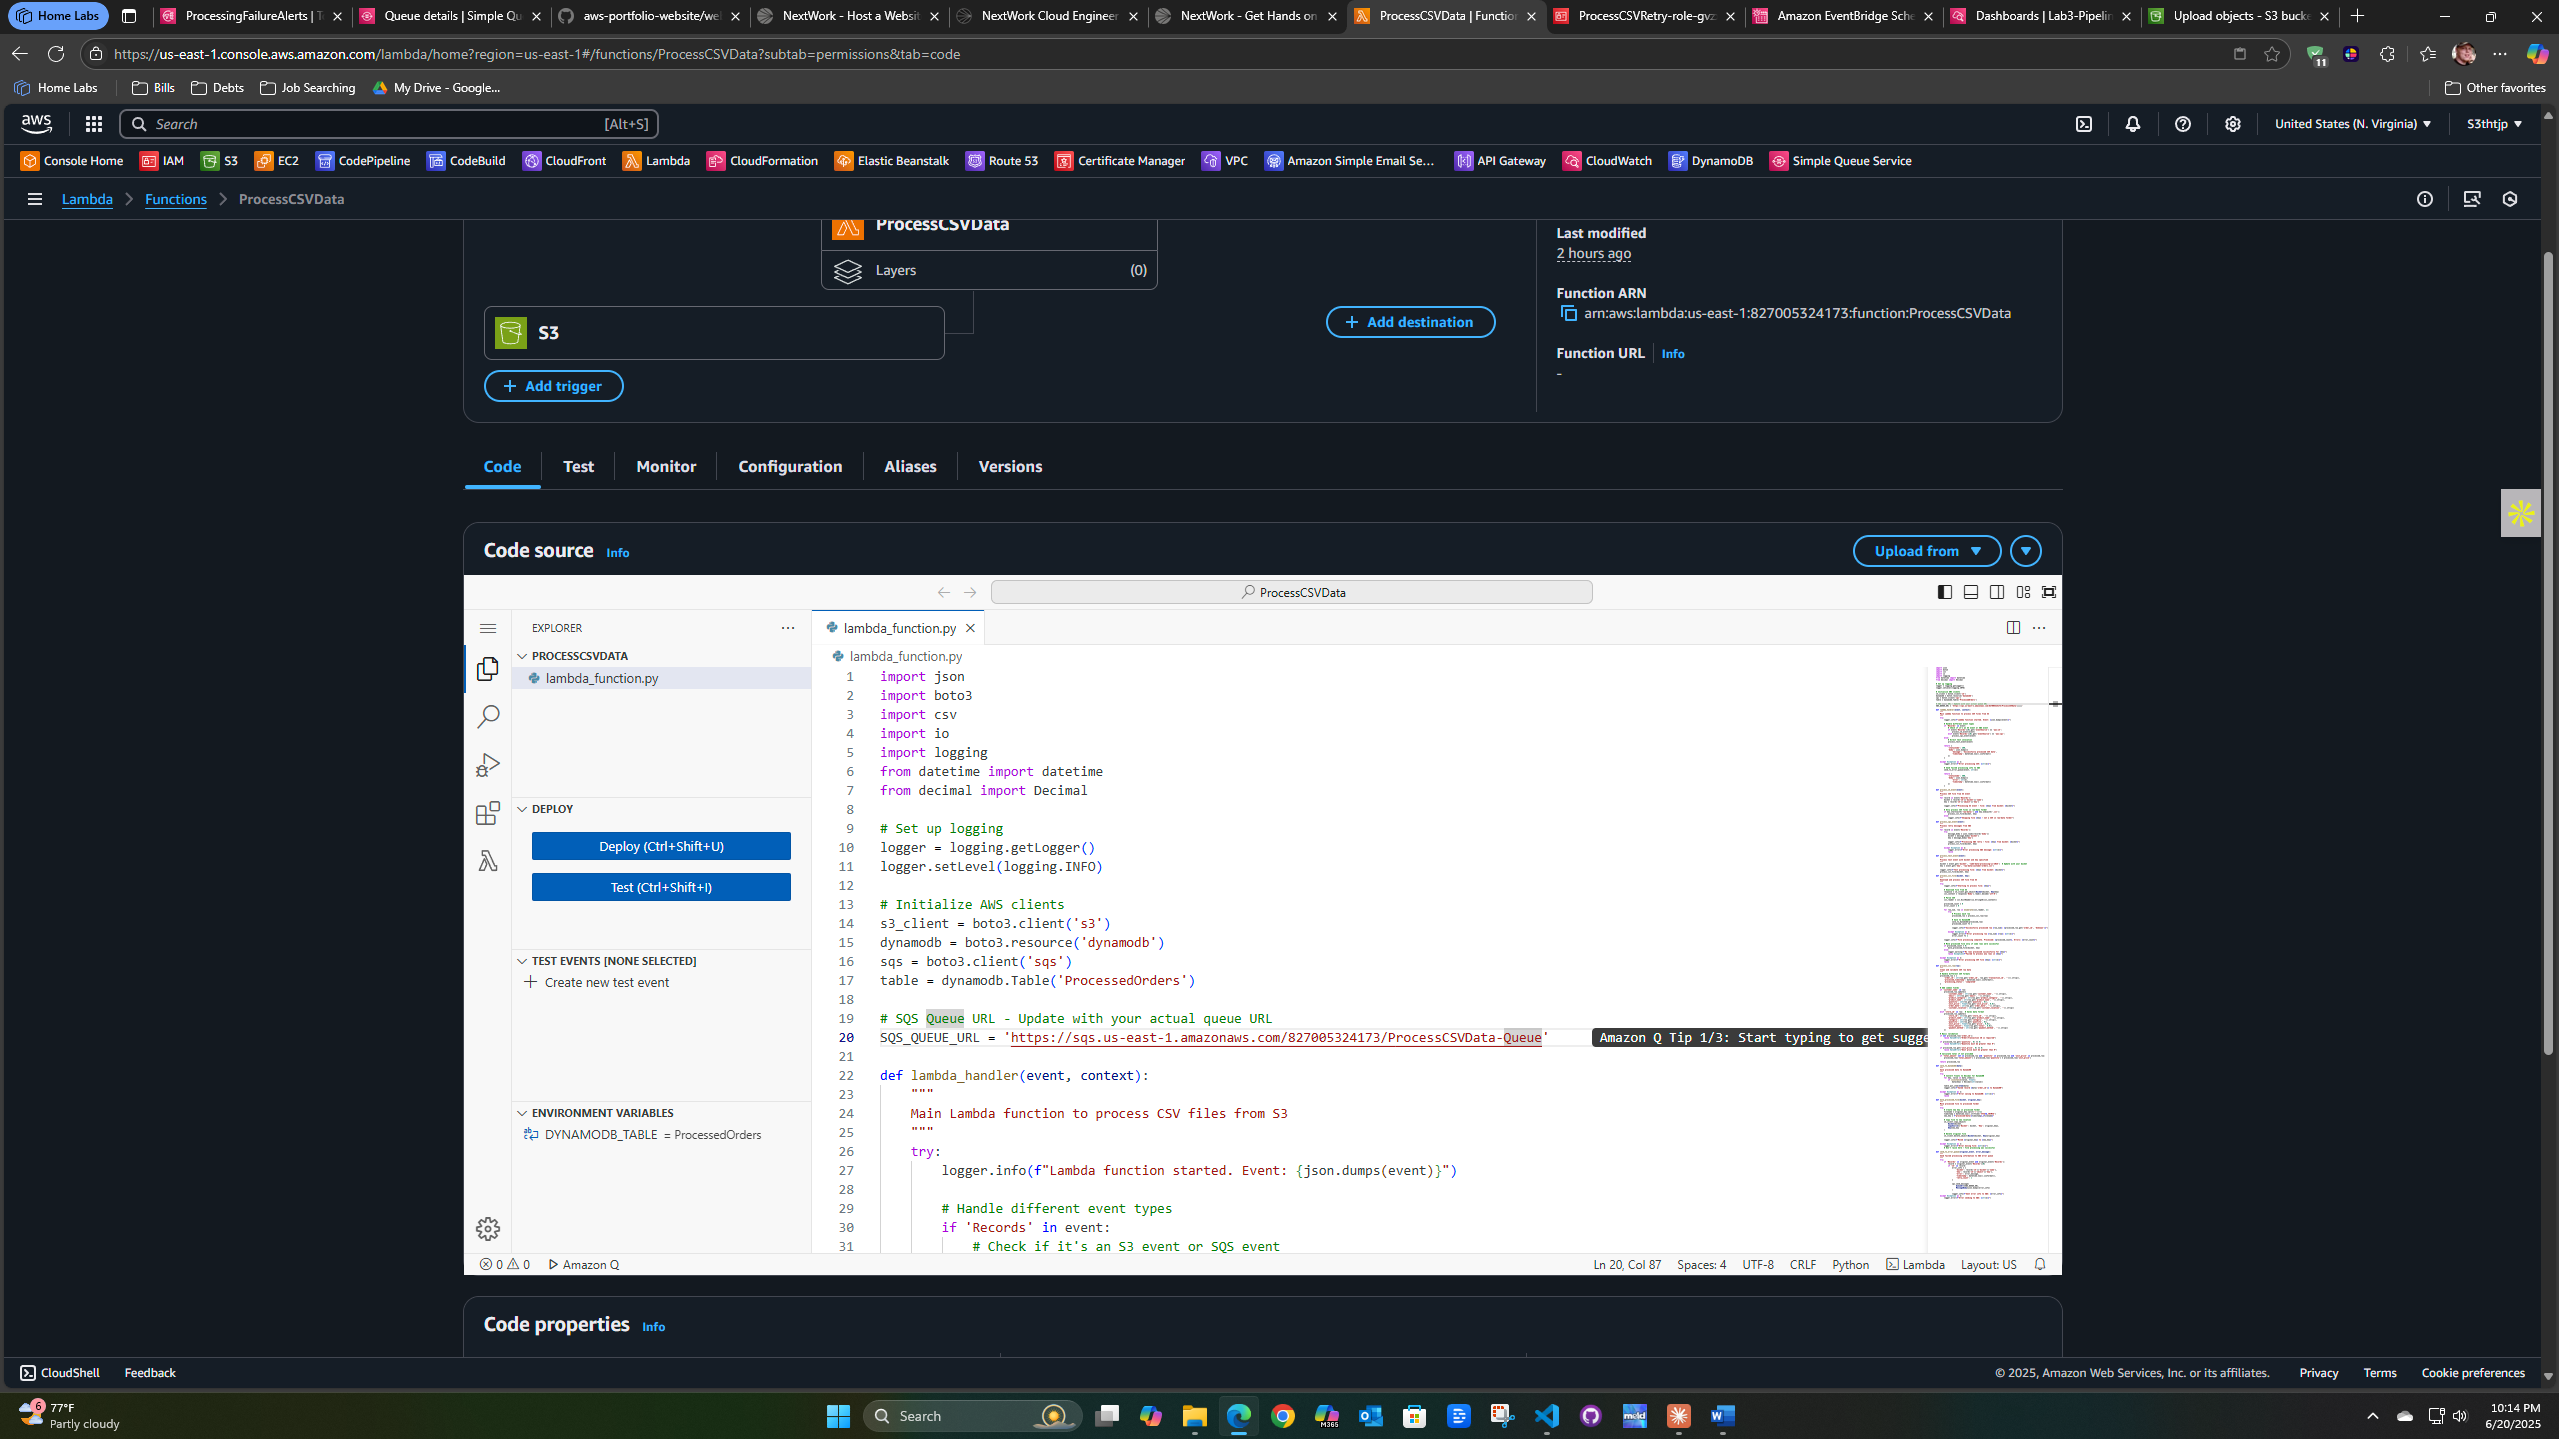 Home Labs
ProcessingFailureAlerts | To
Queue details | Simple Qu
aws-portfolio-website/we
NextWork - Host a Websit
NextWork Cloud Engineer
NextWork - Get Hands on
ProcessCSVData | Function
ProcessCSVRetry-role-gvz
Amazon EventBridge Sche
Dashboards | Lab3-Pipelin
Upload objects - S3 bucke
https://us-east-1.console.aws.amazon.com/lambda/home?region=us-east-1#/functions/ProcessCSVData?subtab=permissions&tab=code
11
Home Labs
Bills
Debts
Job Searching
My Drive - Google...
Other favorites
aws
Search
[Alt+S]
United States (N. Virginia)
S3thtjp
Console Home
IAM
S3
EC2
CodePipeline
CodeBuild
CloudFront
Lambda
CloudFormation
Elastic Beanstalk
Route 53
Certificate Manager
VPC
Amazon Simple Email Se...
API Gateway
CloudWatch
DynamoDB
Simple Queue Service
Lambda
Functions
ProcessCSVData
ProcessCSVData
Layers
(0)
S3
+ Add destination
+ Add trigger
Last modified
2 hours ago
Function ARN
arn:aws:lambda:us-east-1:827005324173:function:ProcessCSVData
Function URL
Info
-
Code
Test
Monitor
Configuration
Aliases
Versions
Code source
Info
Upload from
ProcessCSVData
EXPLORER
PROCESSCSVDATA
lambda_function.py
DEPLOY
Deploy (Ctrl+Shift+U)
Test (Ctrl+Shift+I)
TEST EVENTS [NONE SELECTED]
Create new test event
ENVIRONMENT VARIABLES
DYNAMODB_TABLE = ProcessedOrders
lambda_function.py
lambda_function.py
1 import json
2 import boto3
3 import csv
4 import io
5 import logging
6 from datetime import datetime
7 from decimal import Decimal
8
9 # Set up logging
10 logger = logging.getLogger()
11 logger.setLevel(logging.INFO)
12
13 # Initialize AWS clients
14 s3_client = boto3.client('s3')
15 dynamodb = boto3.resource('dynamodb')
16 sqs = boto3.client('sqs')
17 table = dynamodb.Table('ProcessedOrders')
18
19 # SQS Queue URL - Update with your actual queue URL
20 SQS_QUEUE_URL = 'https://sqs.us-east-1.amazonaws.com/827005324173/ProcessCSVData-Queue' Amazon Q Tip 1/3: Start typing to get sugge
21
22 def lambda_handler(event, context):
23 """
24 Main Lambda function to process CSV files from S3
25 """
26 try:
27 logger.info(f"Lambda function started. Event: {json.dumps(event)}")
28
29 # Handle different event types
30 if 'Records' in event:
31 # Check if it's an S3 event or SQS event
0
0
Amazon Q
Ln 20, Col 87
Spaces: 4
UTF-8
CRLF
Python
Lambda
Layout: US
Code properties
Info
CloudShell
Feedback
© 2025, Amazon Web Services, Inc. or its affiliates.
Privacy
Terms
Cookie preferences
6
77°F
Partly cloudy
Search
M365
10:14 PM
6/20/2025